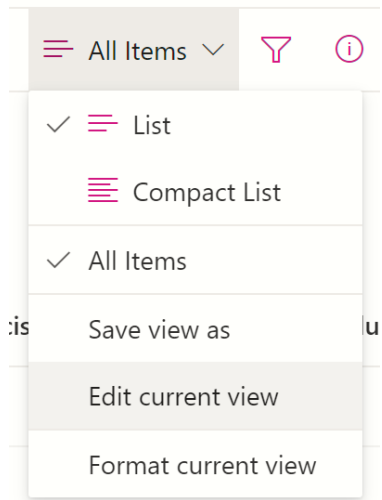 All Items
List
Compact List
All Items
Save view as
Edit current view
Format current view